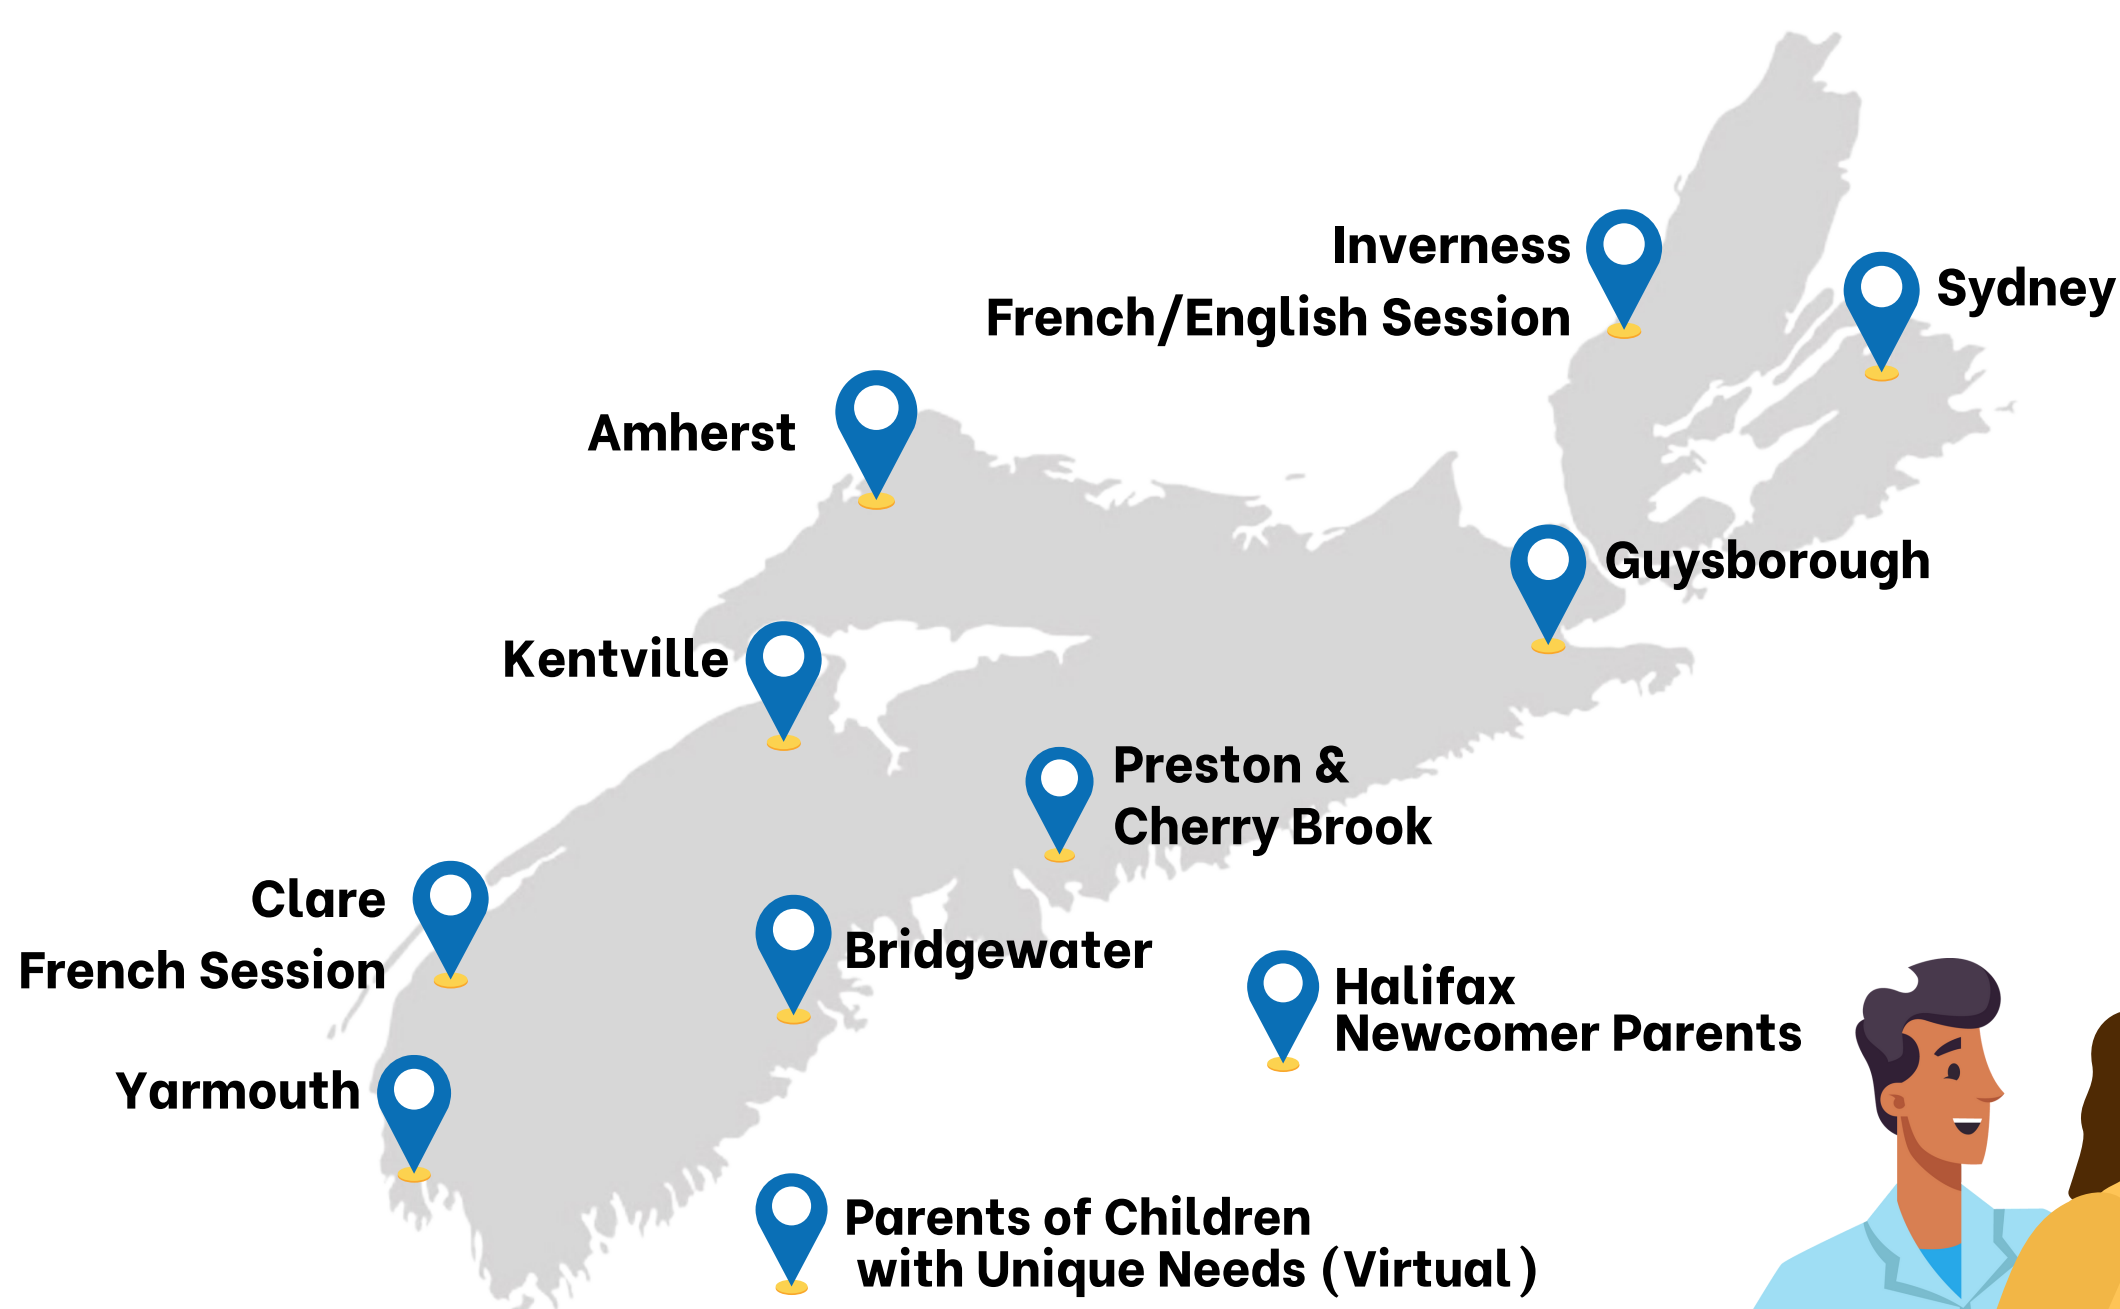 Inverness
French/English Session
Sydney
Amherst
Guysborough
Kentville
Preston &
Cherry Brook
Clare
French Session
Bridgewater
Halifax
Newcomer Parents
Yarmouth
Parents of Children
with Unique Needs (Virtual)